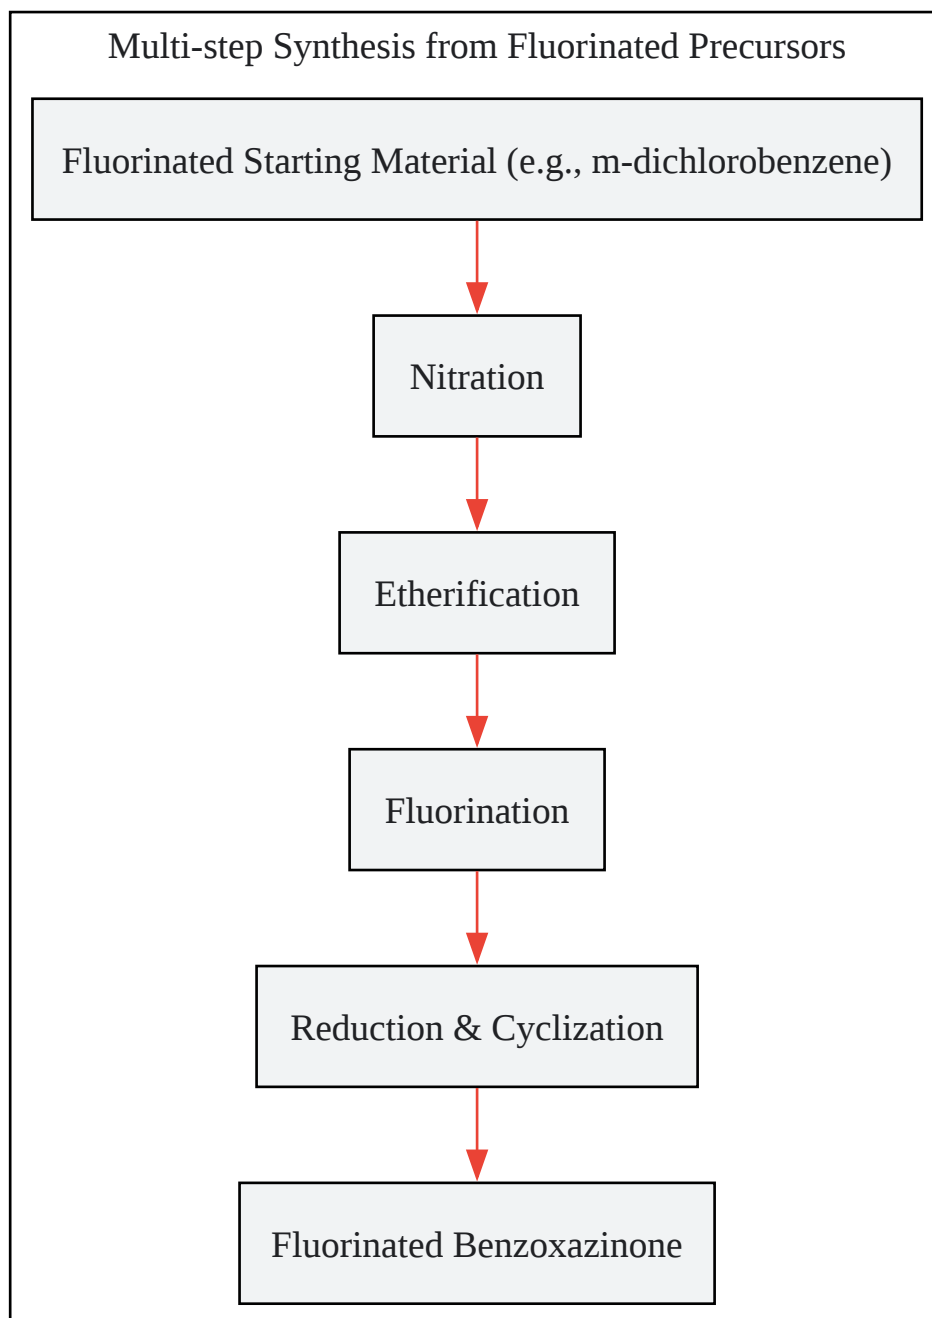 Multi-step Synthesis from Fluorinated Precursors
Fluorinated Starting Material (e.g., m-dichlorobenzene)
Nitration
Etherification
Fluorination
Reduction & Cyclization
Fluorinated Benzoxazinone